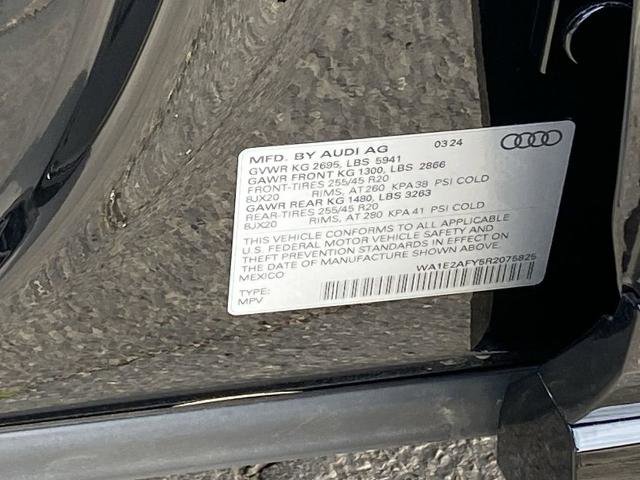 MFD. BY AUDI AG 03 24
GVWR KG 2695, LBS 5941
GAWR FRONT KG 1300, LBS 2866
FRONT-TIRES 255/45 R20
8JX20 RIMS, AT 260 KPA 38 PSI COLD
GAWR REAR KG 1480, LBS 3263
REAR-TIRES 255/45 R20
8JX20 RIMS, AT 280 KPA 41 PSI COLD
THIS VEHICLE CONFORMS TO ALL APPLICABLE
U.S. FEDERAL MOTOR VEHICLE SAFETY AND
THEFT PREVENTION STANDARDS IN EFFECT ON
THE DATE OF MANUFACTURE SHOWN ABOVE.
MEXICO WA1E2AFY5R2075825
TYPE:
MPV